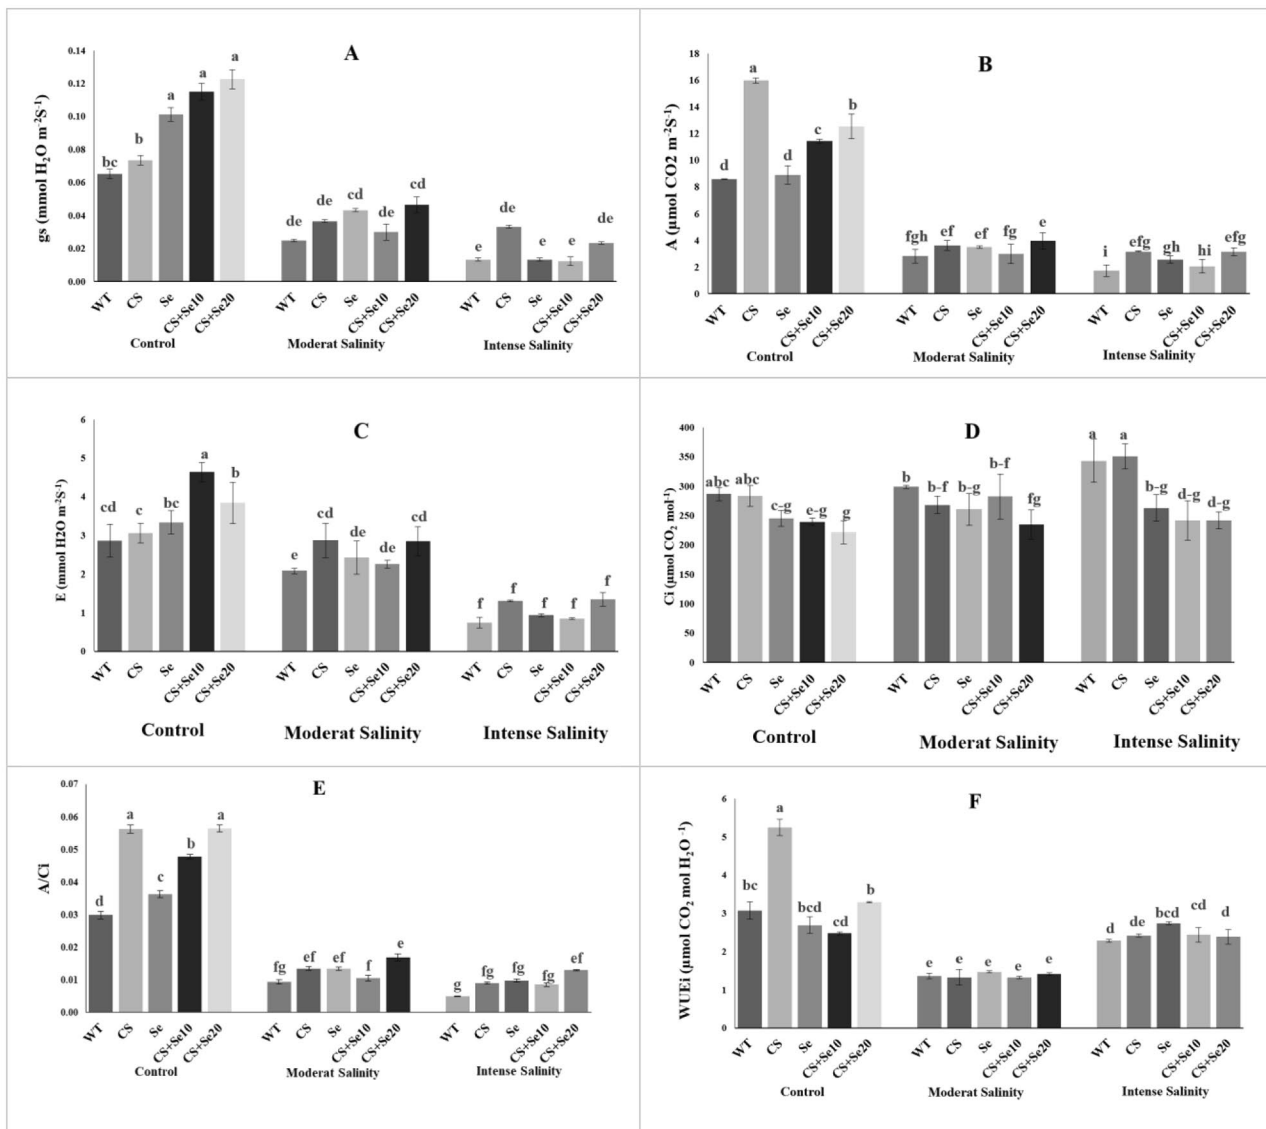 A
gs (mmol H₂O m⁻²S⁻¹)
0.14
0.12
0.10
0.08
0.06
0.04
0.02
0.00
bc b a a a
de de cd de cd
e de e e de
WT CS Se CS+Se10 CS+Se20
WT CS Se CS+Se10 CS+Se20
WT CS Se CS+Se10 CS+Se20
Control Moderat Salinity Intense Salinity
B
A (µmol CO2 m⁻²S⁻¹)
18
16
14
12
10
8
6
4
2
0
d a d c b
fgh ef ef fg e
i efg gh hi efg
WT CS Se CS+Se10 CS+Se20
WT CS Se CS+Se10 CS+Se20
WT CS Se CS+Se10 CS+Se20
Control Moderat Salinity Intense Salinity
C
E (mmol H2O m⁻²S⁻¹)
6
5
4
3
2
1
0
cd c bc a b
e cd de de cd
f f f f f
WT CS Se CS+Se10 CS+Se20
WT CS Se CS+Se10 CS+Se20
WT CS Se CS+Se10 CS+Se20
Control Moderat Salinity Intense Salinity
D
Ci (µmol CO₂ mol⁻¹)
400
350
300
250
200
150
100
50
0
abc abc c-g e-g g
b b-f b-g b-f fg
a a b-g d-g d-g
WT CS Se CS+Se10 CS+Se20
WT CS Se CS+Se10 CS+Se20
WT CS Se CS+Se10 CS+Se20
Control Moderat Salinity Intense Salinity
E
A/Ci
0.07
0.06
0.05
0.04
0.03
0.02
0.01
0.00
d a c b a
fg ef ef f e
g fg fg fg ef
WT CS Se CS+Se10 CS+Se20
WT CS Se CS+Se10 CS+Se20
WT CS Se CS+Se10 CS+Se20
Control Moderat Salinity Intense Salinity
F
WUEi (µmol CO₂ mol H₂O ⁻¹)
6
5
4
3
2
1
0
bc a bcd cd b
e e e e e
d de bcd cd d
WT CS Se CS+Se10 CS+Se20
WT CS Se CS+Se10 CS+Se20
WT CS Se CS+Se10 CS+Se20
Control Moderat Salinity Intense Salinity